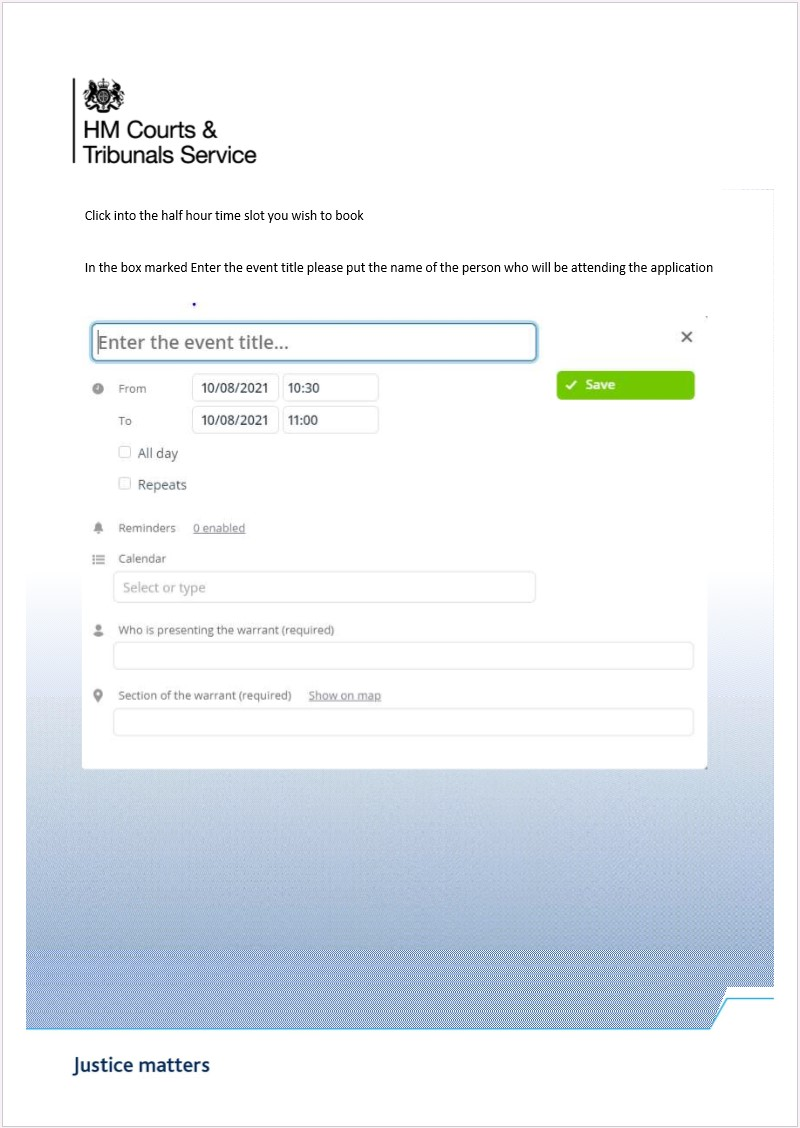 HM Courts &
Tribunals Service
Click into the half hour time slot you wish to book
In the box marked Enter the event title please put the name of the person who will be attending the application
Enter the event title...
Save
From 10/08/2021 10:30
To 10/08/2021 11:00
All day
Repeats
Reminders 0 enabled
Calendar
Select or type
Who is presenting the warrant (required)
Section of the warrant (required) Show on map
Justice matters